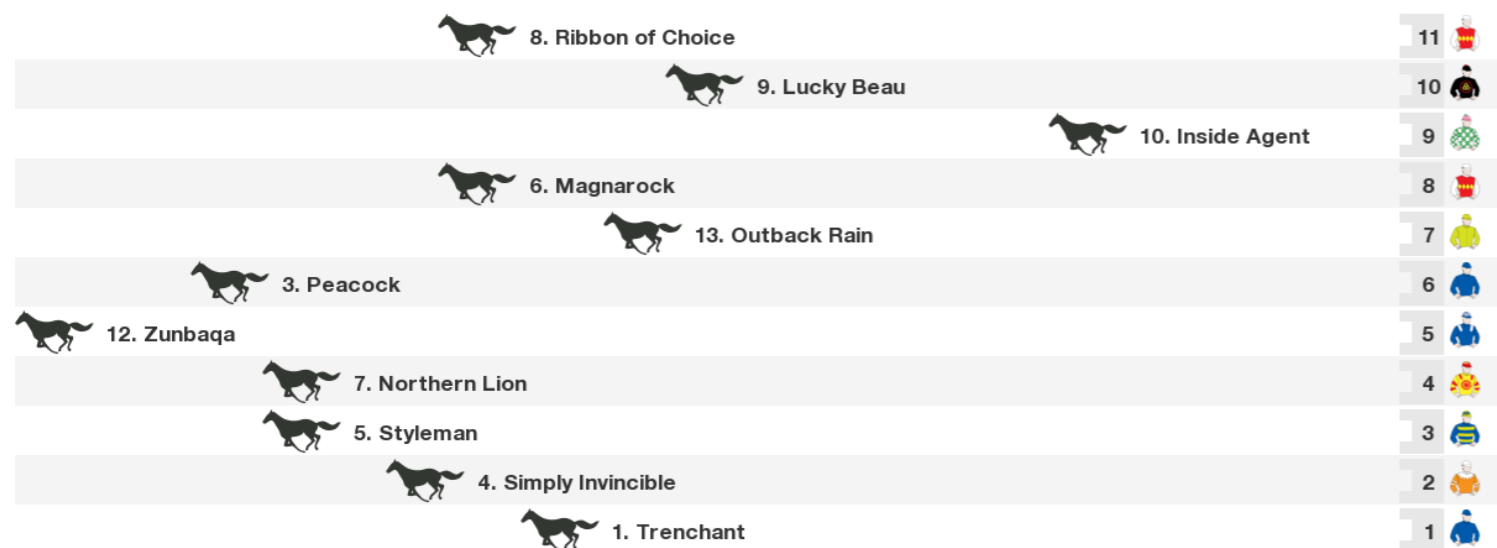 8. Ribbon of Choice 11
9. Lucky Beau 10
10. Inside Agent 9
6. Magnarock 8
13. Outback Rain 7
3. Peacock 6
12. Zunbaqa 5
7. Northern Lion 4
5. Styleman 3
4. Simply Invincible 2
1. Trenchant 1